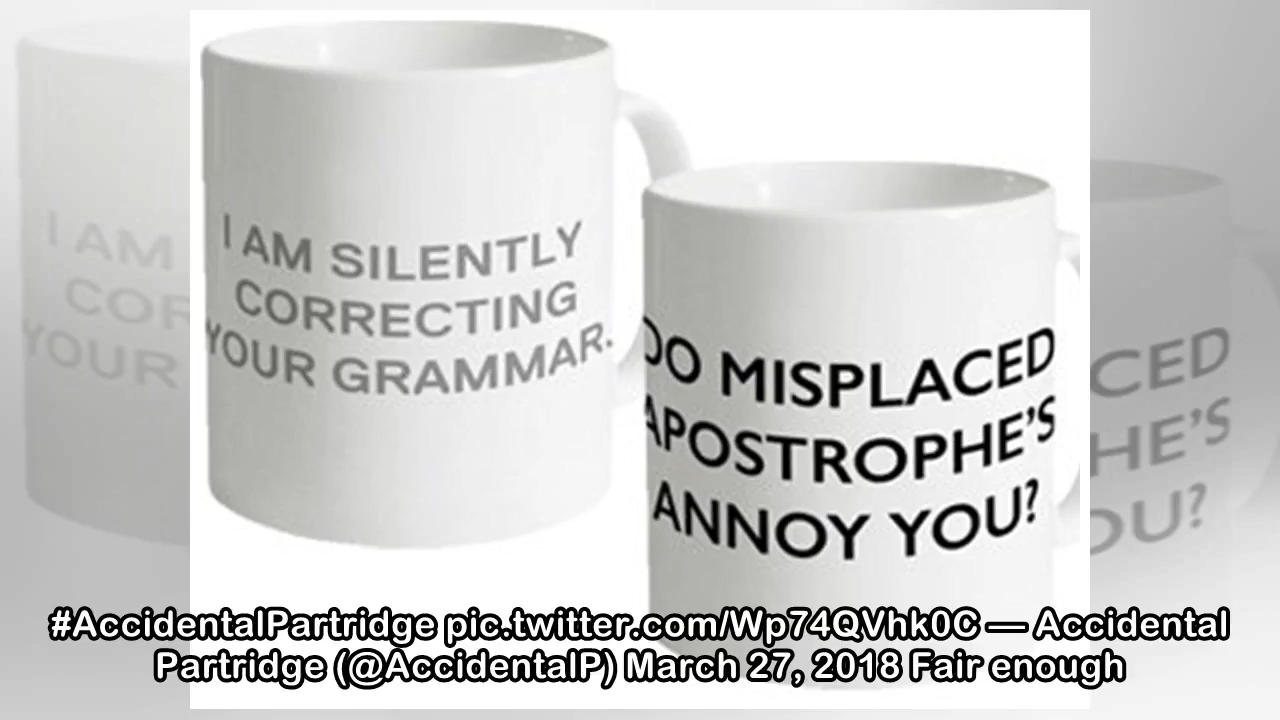 I AM SILENTLY
CORRECTING
YOUR GRAMMAR.
DO MISPLACED
APOSTROPHE'S
ANNOY YOU?
#AccidentalPartridge pic.twitter.com/Wp74QVhk0C — Accidental
Partridge (@AccidentalP) March 27, 2018 Fair enough